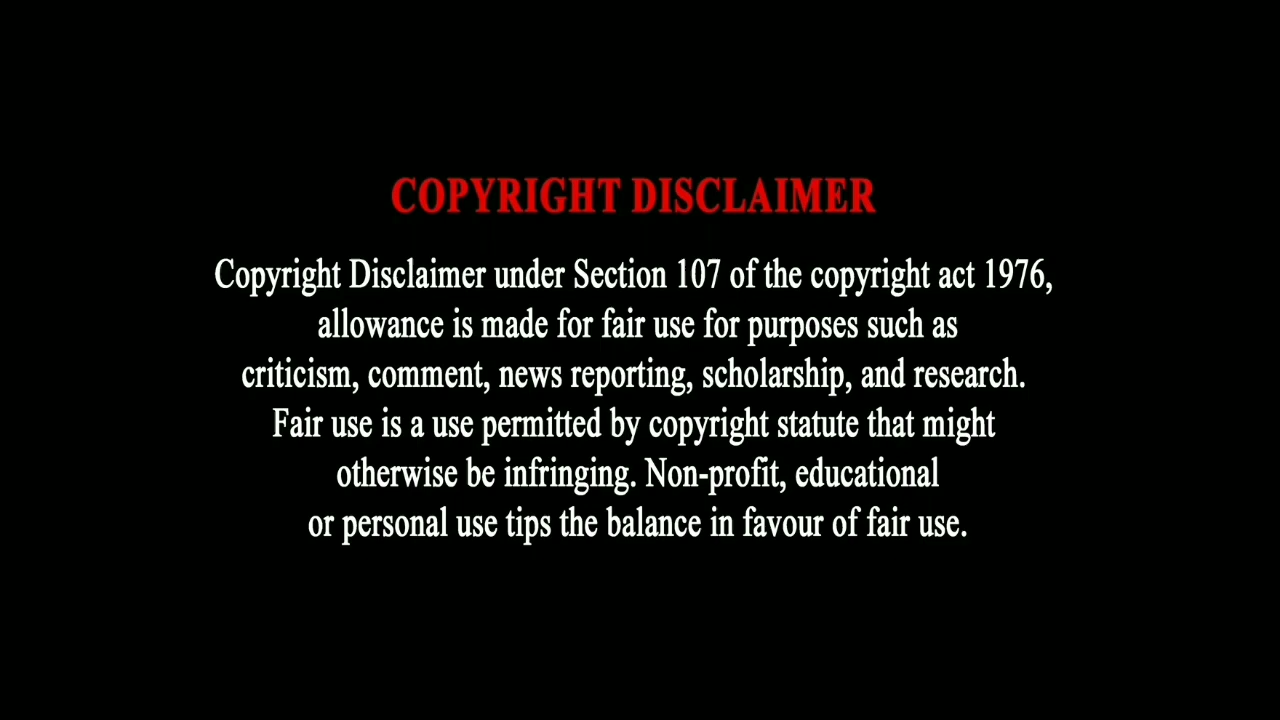 COPYRIGHT DISCLAIMER
Copyright Disclaimer under Section 107 of the copyright act 1976,
allowance is made for fair use for purposes such as
criticism, comment, news reporting, scholarship, and research.
Fair use is a use permitted by copyright statute that might
otherwise be infringing. Non-profit, educational
or personal use tips the balance in favour of fair use.